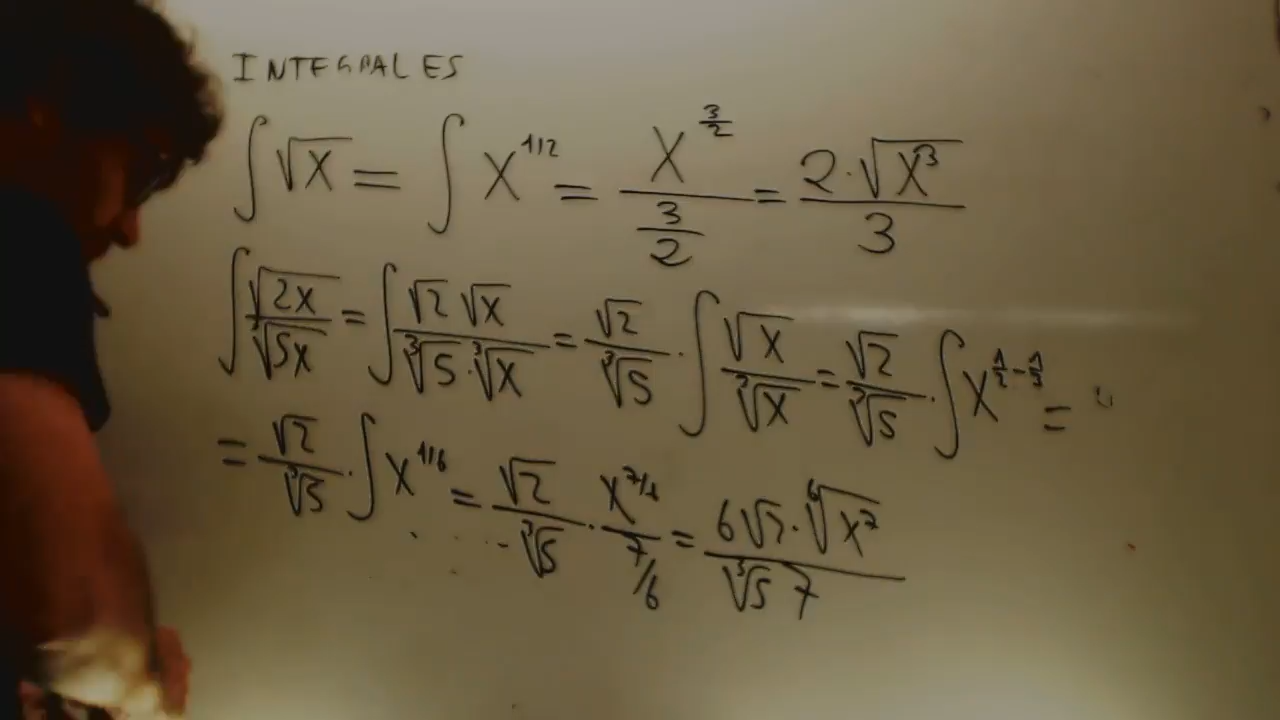 INTEGRALES
∫ √x = ∫ x^{1/2} = x^{3/2} / (3/2) = 2·√x³ / 3
∫ √2x / ∛5x = ∫ √2 √x / ∛5·∛x = √2 / ∛5 · ∫ √x / ∛x = √2 / ∛5 · ∫ x^{1/2 - 1/3} =
= √2 / ∛5 · ∫ x^{1/6} = √2 / ∛5 · x^{7/6} / 7/6 = 6√2·⁶√x⁷ / ∛5 7